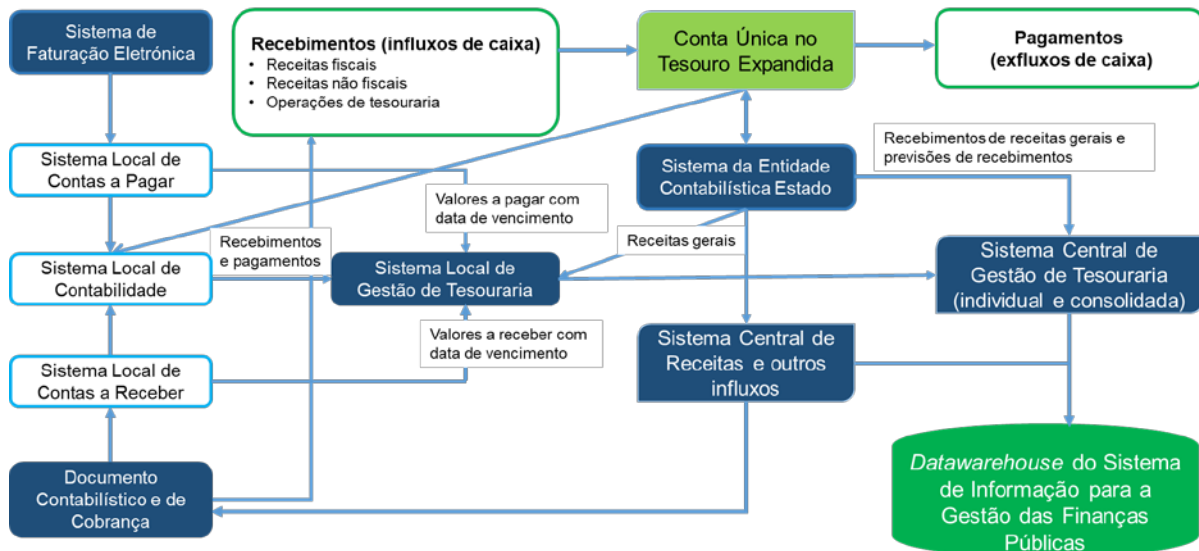 Sistema de
Faturação Eletrónica
Recebimentos (influxos de caixa)
• Receitas fiscais
• Receitas não fiscais
• Operações de tesouraria
Conta Única no
Tesouro Expandida
Pagamentos
(exfluxos de caixa)
Sistema Local de
Contas a Pagar
Valores a pagar com
data de vencimento
Sistema da Entidade
Contabilística Estado
Recebimentos de receitas gerais e
previsões de recebimentos
Sistema Local de
Contabilidade
Recebimentos
e pagamentos
Sistema Local de
Gestão de Tesouraria
Receitas gerais
Sistema Central de
Gestão de Tesouraria
(individual e consolidada)
Valores a receber com
data de vencimento
Sistema Local de
Contas a Receber
Sistema Central de
Receitas e outros
influxos
Documento
Contabilístico e de
Cobrança
Datawarehouse do Sistema
de Informação para a
Gestão das Finanças
Públicas